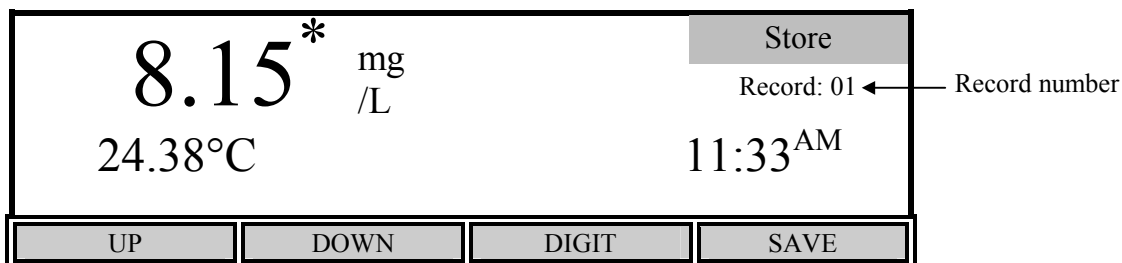 8.15* mg
/L
Store
Record: 01
Record number
24.38°C
11:33AM
UP DOWN DIGIT SAVE